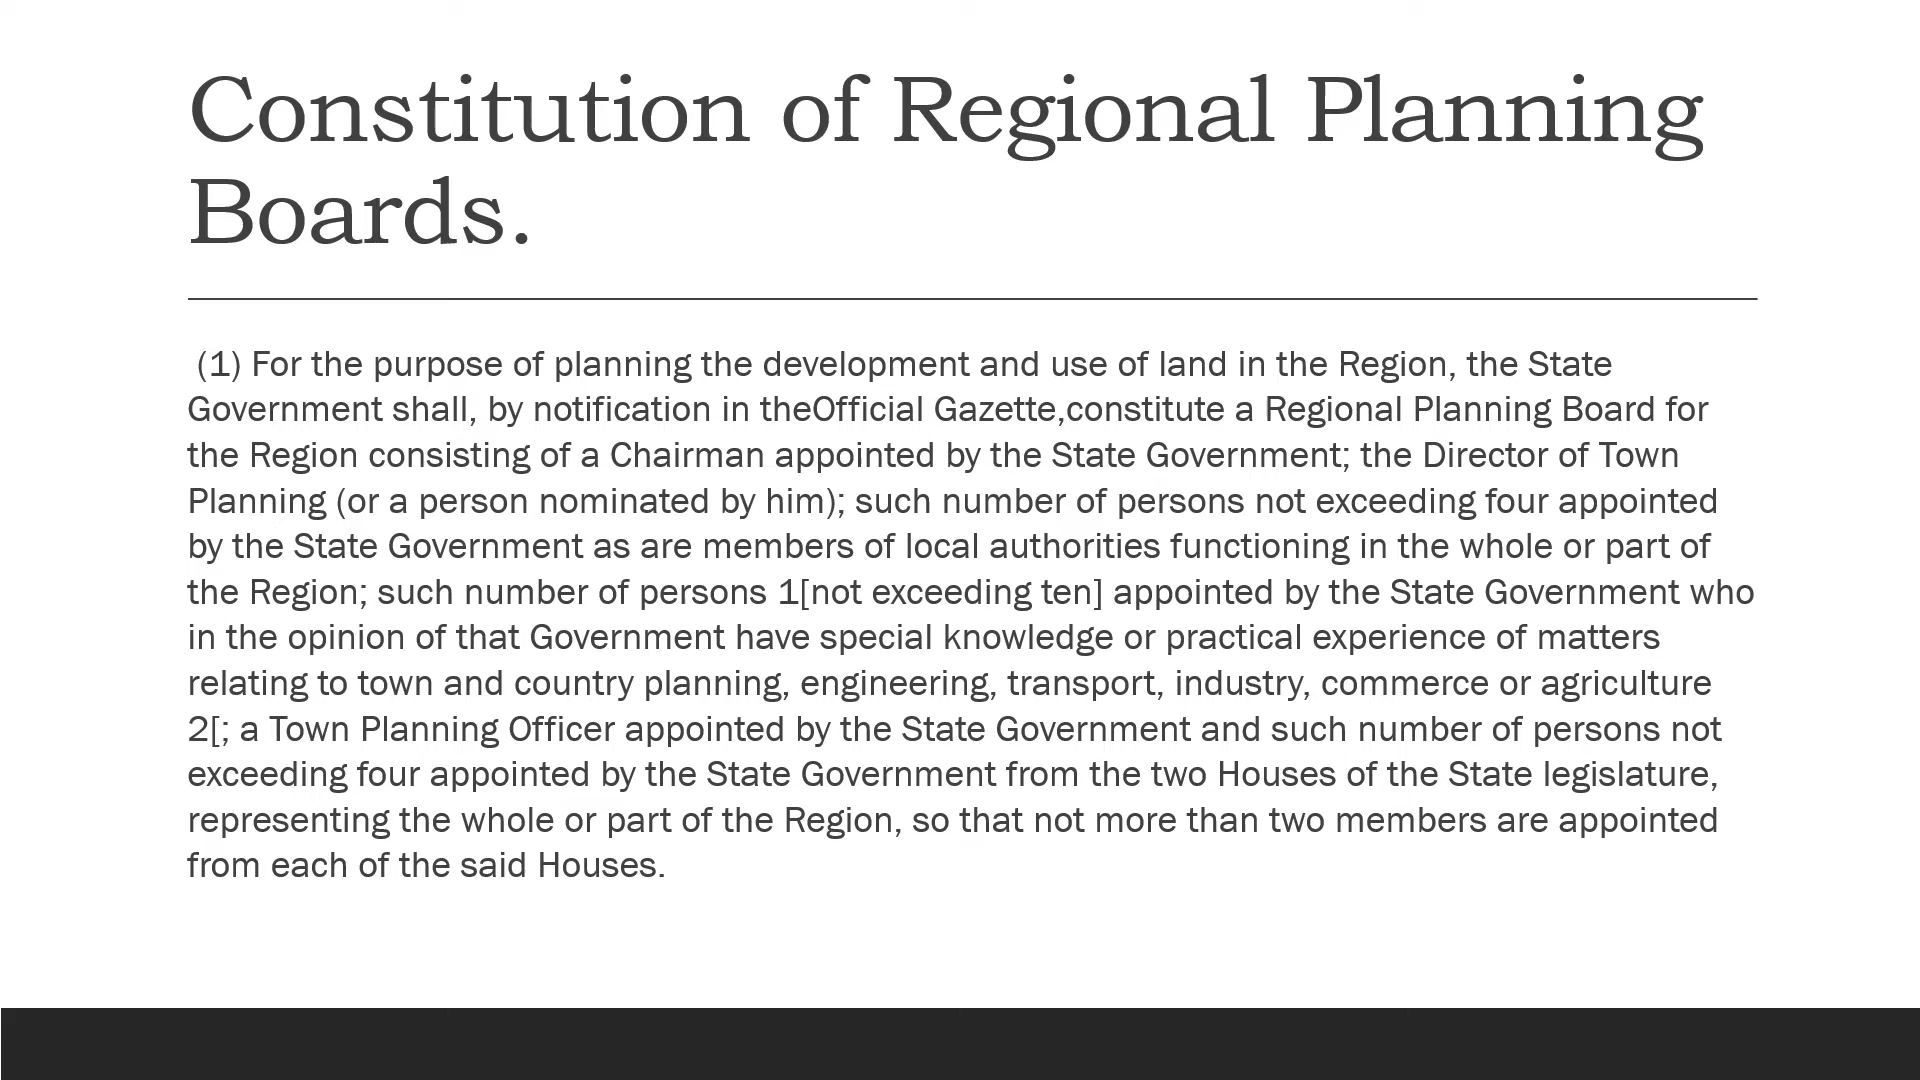 Constitution of Regional Planning
Boards.
(1) For the purpose of planning the development and use of land in the Region, the State
Government shall, by notification in theOfficial Gazette,constitute a Regional Planning Board for
the Region consisting of a Chairman appointed by the State Government; the Director of Town
Planning (or a person nominated by him); such number of persons not exceeding four appointed
by the State Government as are members of local authorities functioning in the whole or part of
the Region; such number of persons 1[not exceeding ten] appointed by the State Government who
in the opinion of that Government have special knowledge or practical experience of matters
relating to town and country planning, engineering, transport, industry, commerce or agriculture
2[; a Town Planning Officer appointed by the State Government and such number of persons not
exceeding four appointed by the State Government from the two Houses of the State legislature,
representing the whole or part of the Region, so that not more than two members are appointed
from each of the said Houses.